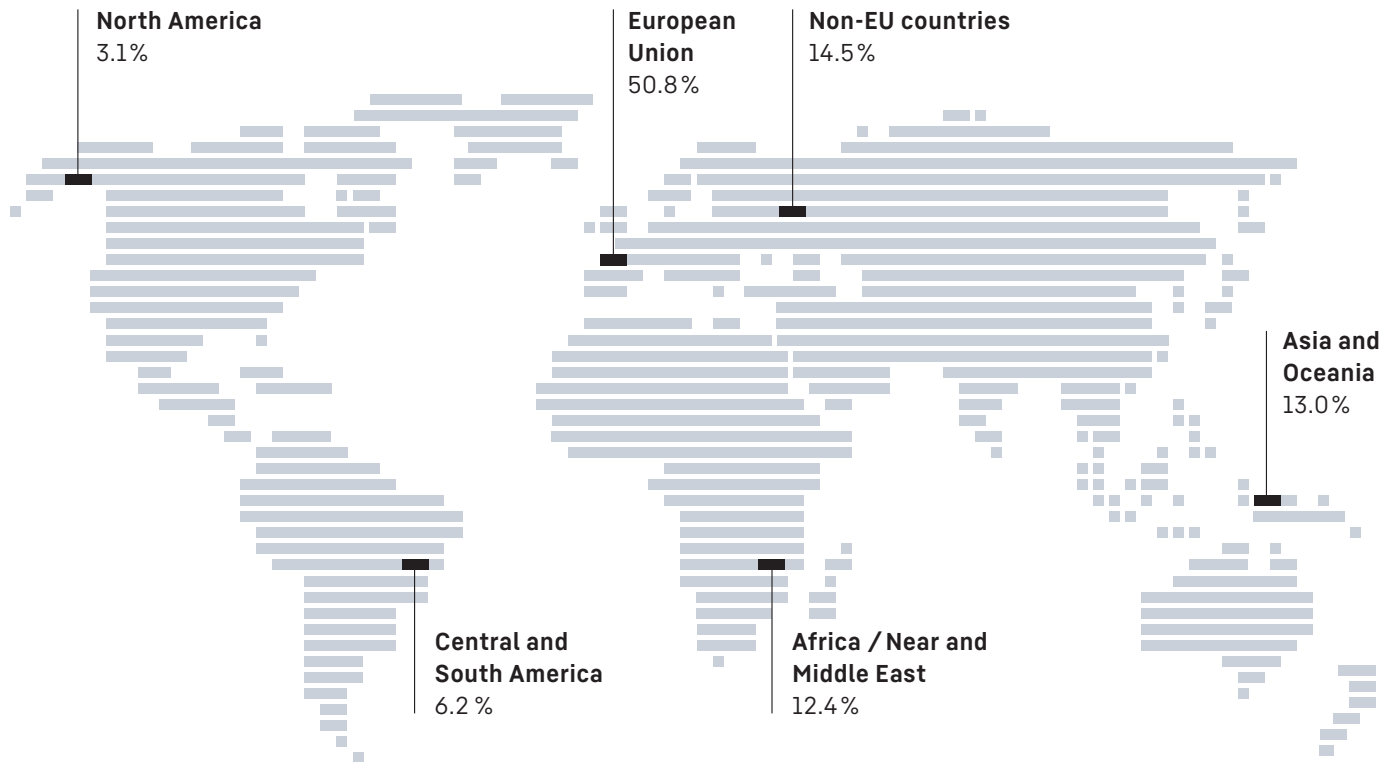 North America
3.1%
European
Union
50.8%
Non-EU countries
14.5%
Asia and
Oceania
13.0%
Central and
South America
6.2 %
Africa / Near and
Middle East
12.4%